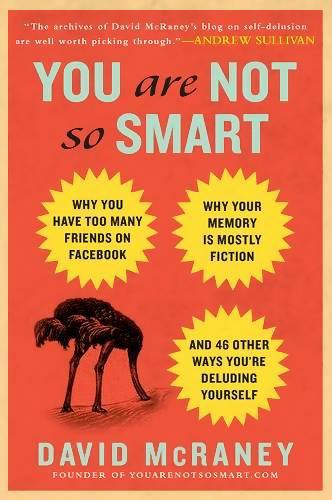 "The archives of David McRaney's blog on self-delusion
are well worth picking through."—ANDREW SULLIVAN
YOU are NOT
so SMART
WHY YOU
HAVE TOO MANY
FRIENDS ON
FACEBOOK
WHY YOUR
MEMORY
IS MOSTLY
FICTION
AND 46 OTHER
WAYS YOU'RE
DELUDING
YOURSELF
DAVID McRANEY
FOUNDER OF YOUARENOTSOSMART.COM